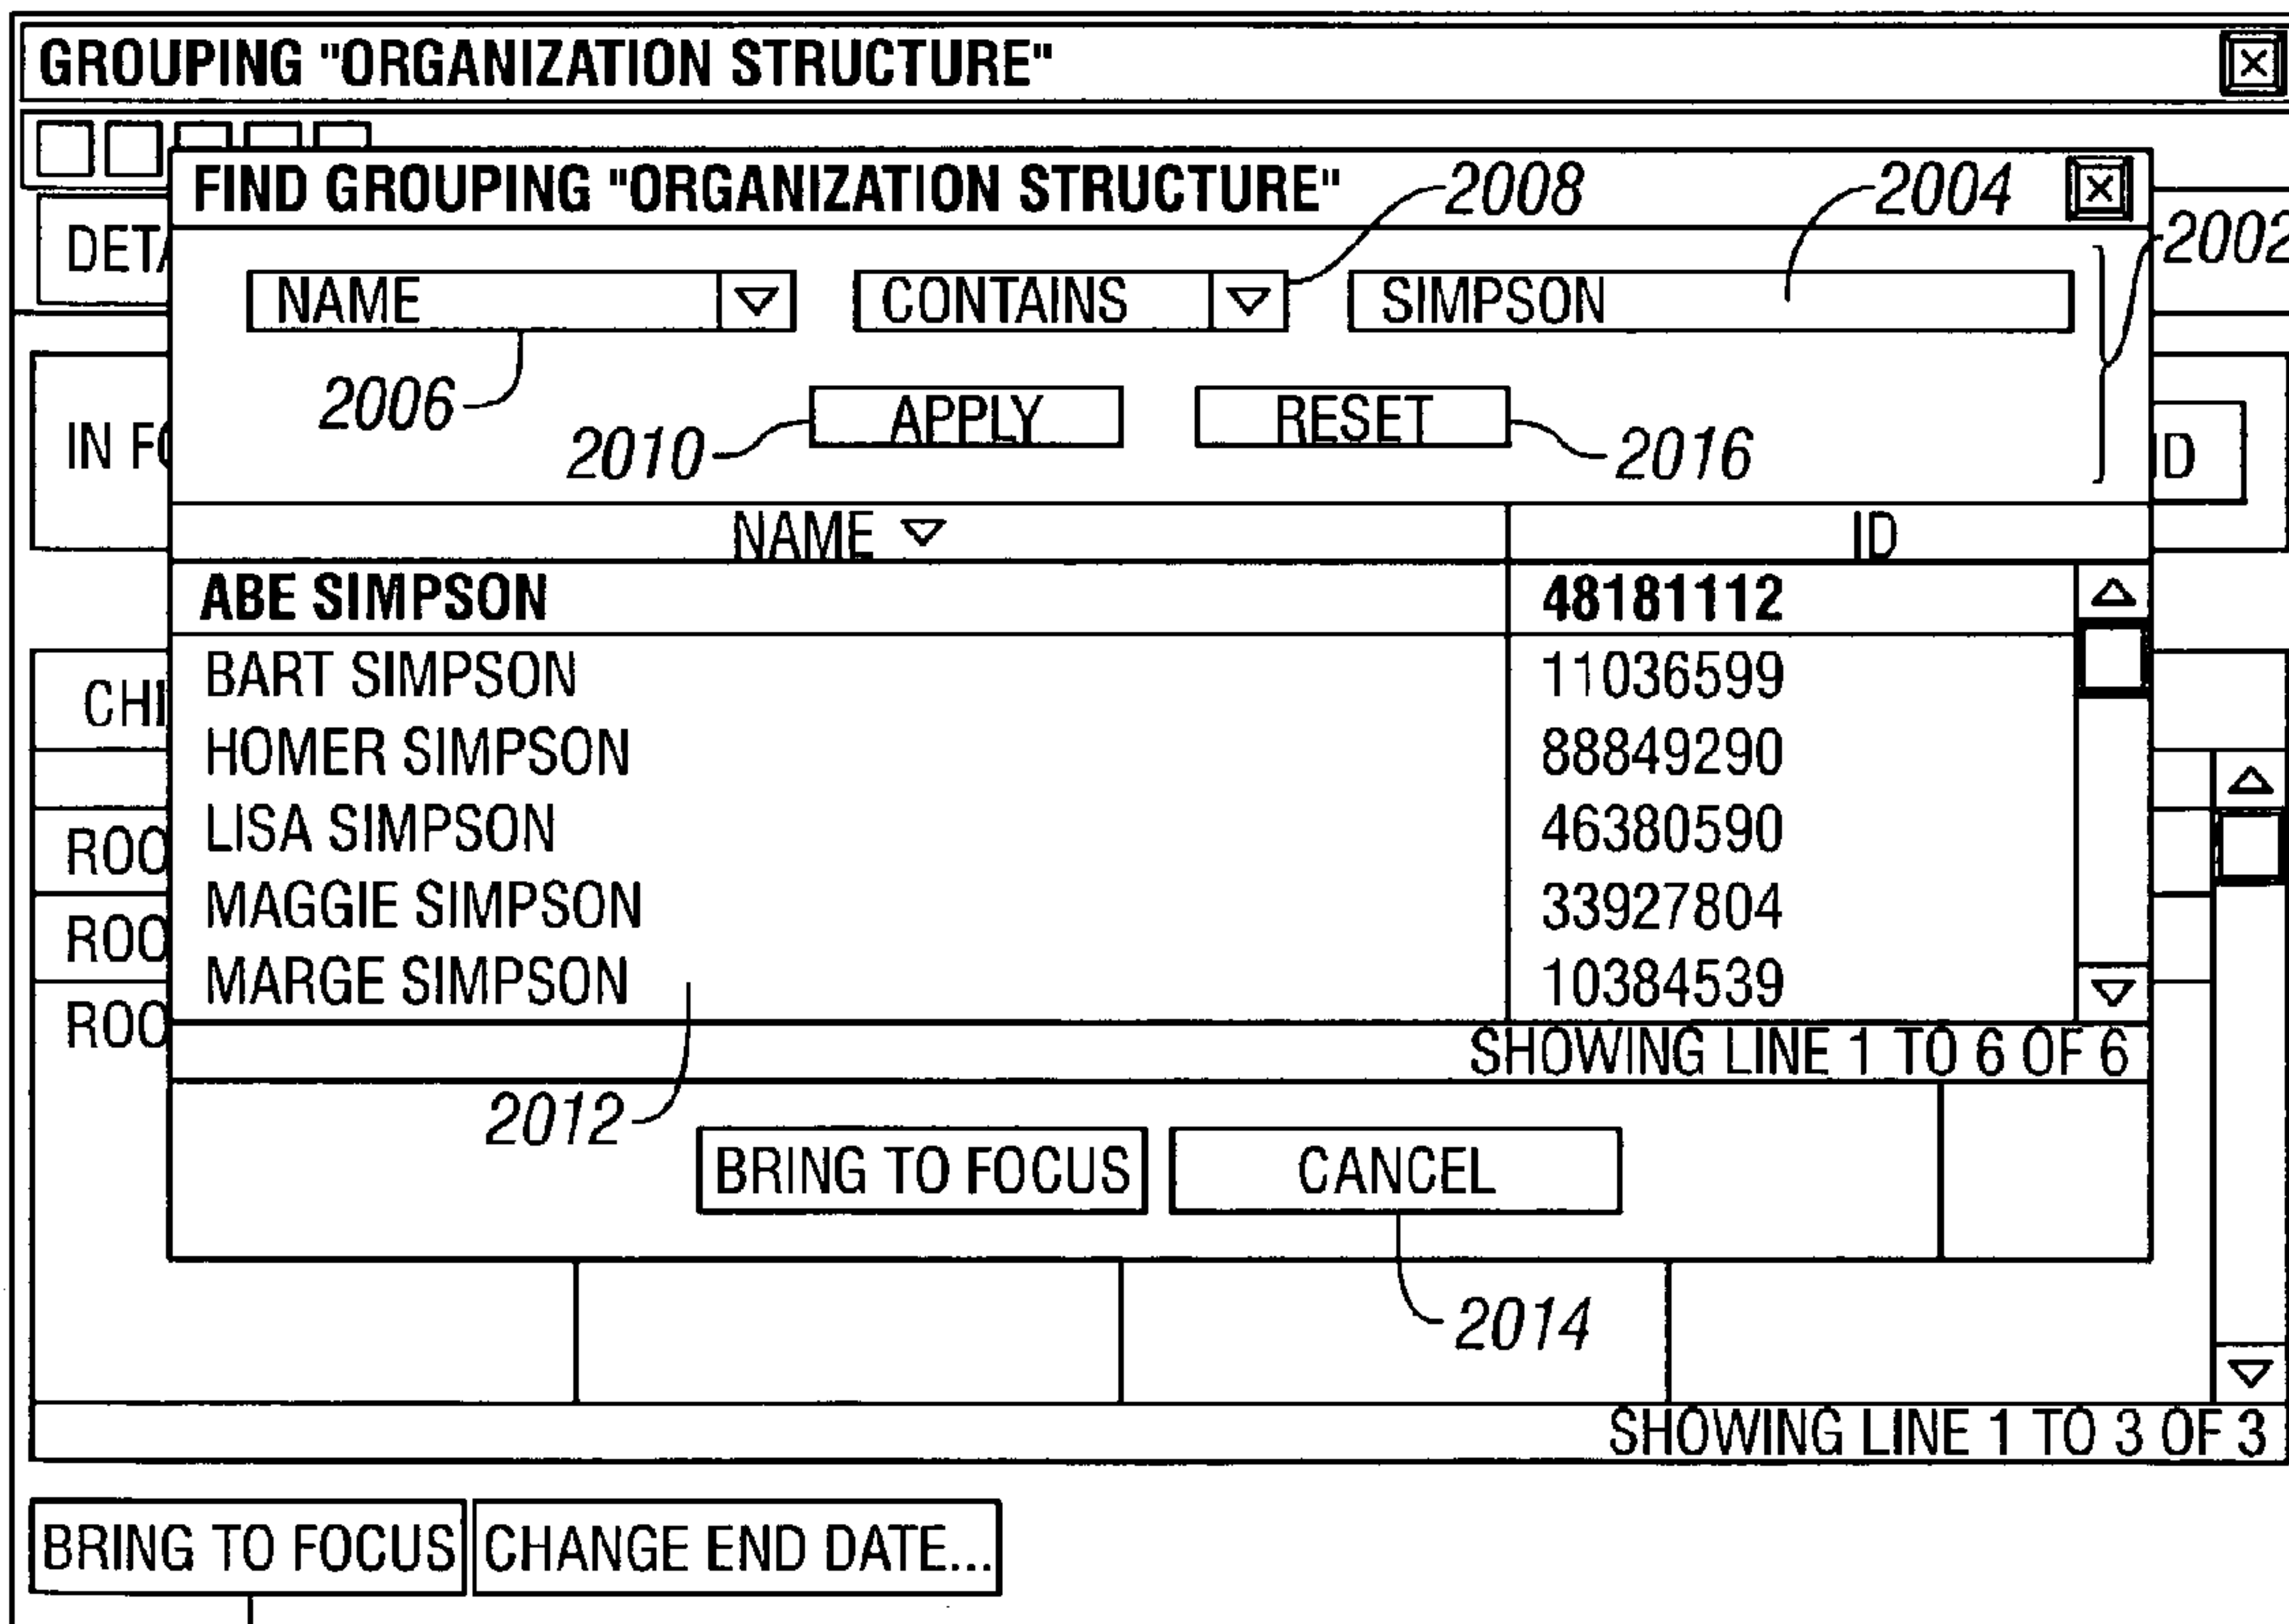 GROUPING "ORGANIZATION STRUCTURE"
FIND GROUPING "ORGANIZATION STRUCTURE"
2008
2004
2002
DETA
NAME
CONTAINS
SIMPSON
2006
IN FO
2010
APPLY
RESET
2016
ID
NAME
ID
ABE SIMPSON 48181112
BART SIMPSON 11036599
CHI
HOMER SIMPSON 88849290
LISA SIMPSON 46380590
ROO
MAGGIE SIMPSON 33927804
ROO
MARGE SIMPSON 10384539
ROO
SHOWING LINE 1 TO 6 OF 6
2012
BRING TO FOCUS
CANCEL
2014
SHOWING LINE 1 TO 3 OF 3
BRING TO FOCUS
CHANGE END DATE...